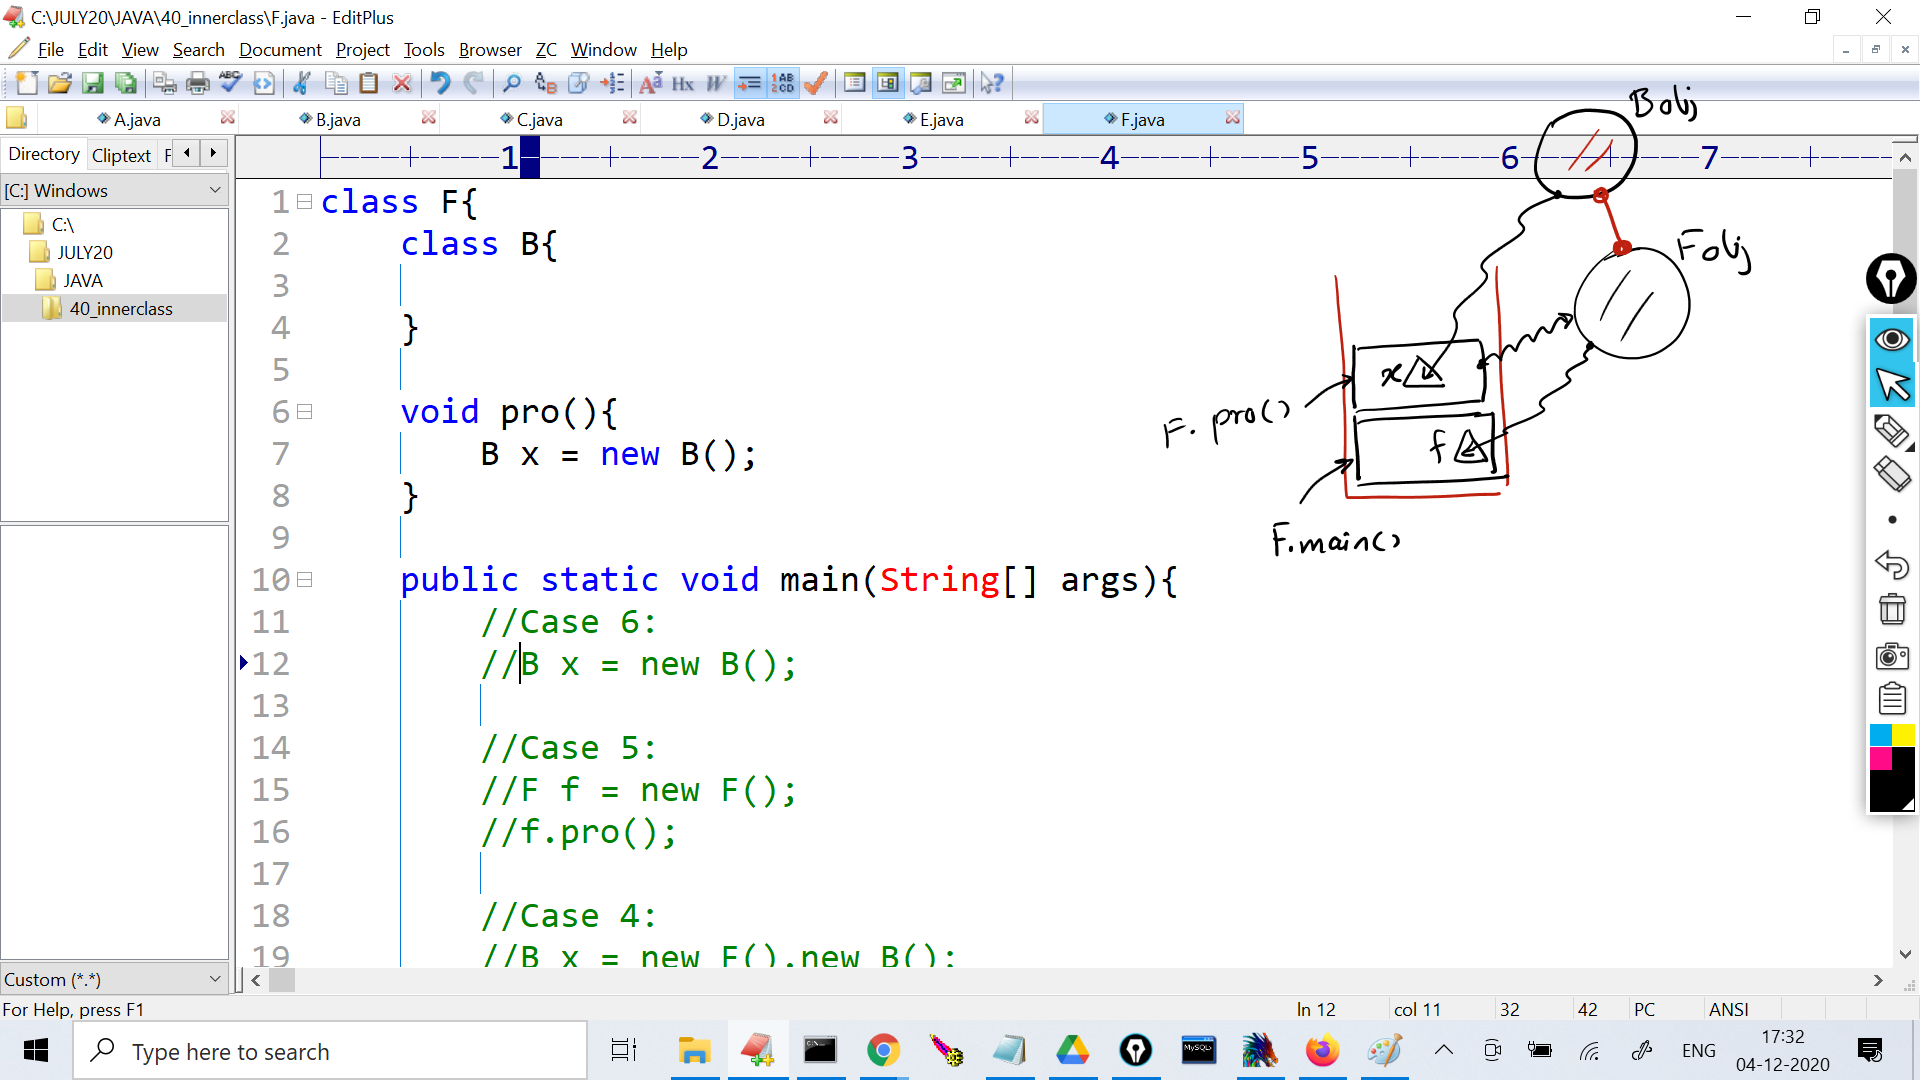 C:\JULY20\JAVA\40_innerclass\F.java - EditPlus
File Edit View Search Document Project Tools Browser ZC Window Help
A.java B.java C.java D.java E.java F.java
Directory Cliptext F
1 2 3 4 5 6 7
[C:] Windows
C:\
JULY20
JAVA
40_innerclass
1 class F{
2 class B{
3
4 }
5
6 void pro(){
7 B x = new B();
8 }
9
10 public static void main(String[] args){
11 //Case 6:
12 //B x = new B();
13
14 //Case 5:
15 //F f = new F();
16 //f.pro();
17
18 //Case 4:
19 //B x = new F().new B();
B obj
F obj
x
F. pro()
f
F.main()
Custom (*.*)
For Help, press F1
ln 12 col 11 32 42 PC ANSI
Type here to search
MySQL
ENG
17:32
04-12-2020